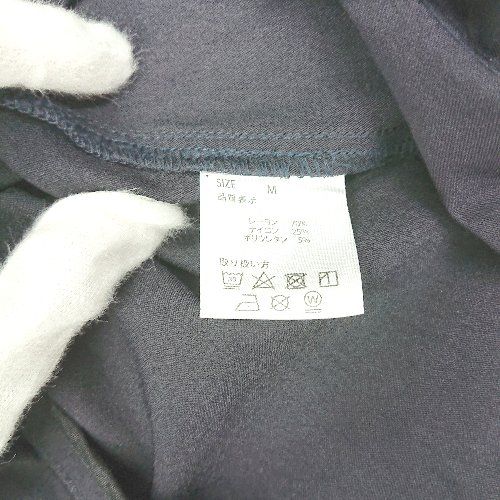 SIZE M
品質表示
レーヨン 70%
ナイロン 25%
ポリウレタン 5%
取り扱い方
W